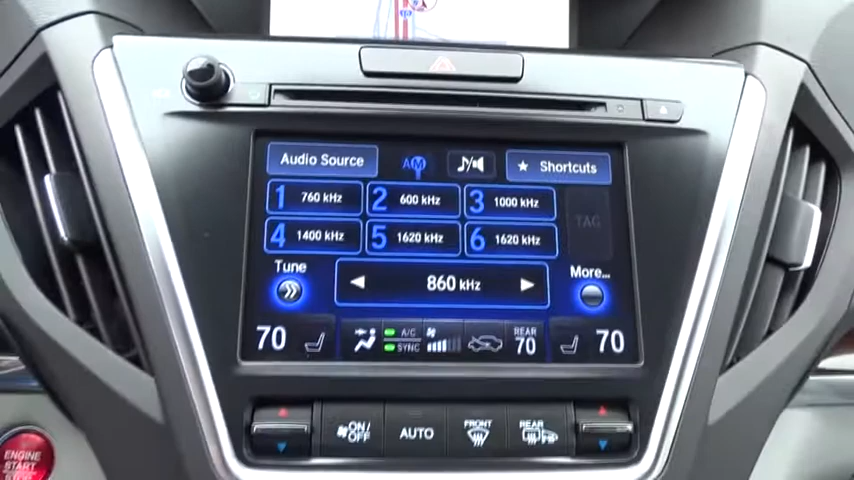 10
Audio Source AM Shortcuts
1 760 kHz 2 600 kHz 3 1000 kHz
TAG
4 1400 kHz 5 1620 kHz 6 1620 kHz
Tune 860 kHz More...
70 A/C SYNC REAR 70 70
ON/OFF AUTO FRONT REAR
ENGINE
START
STOP